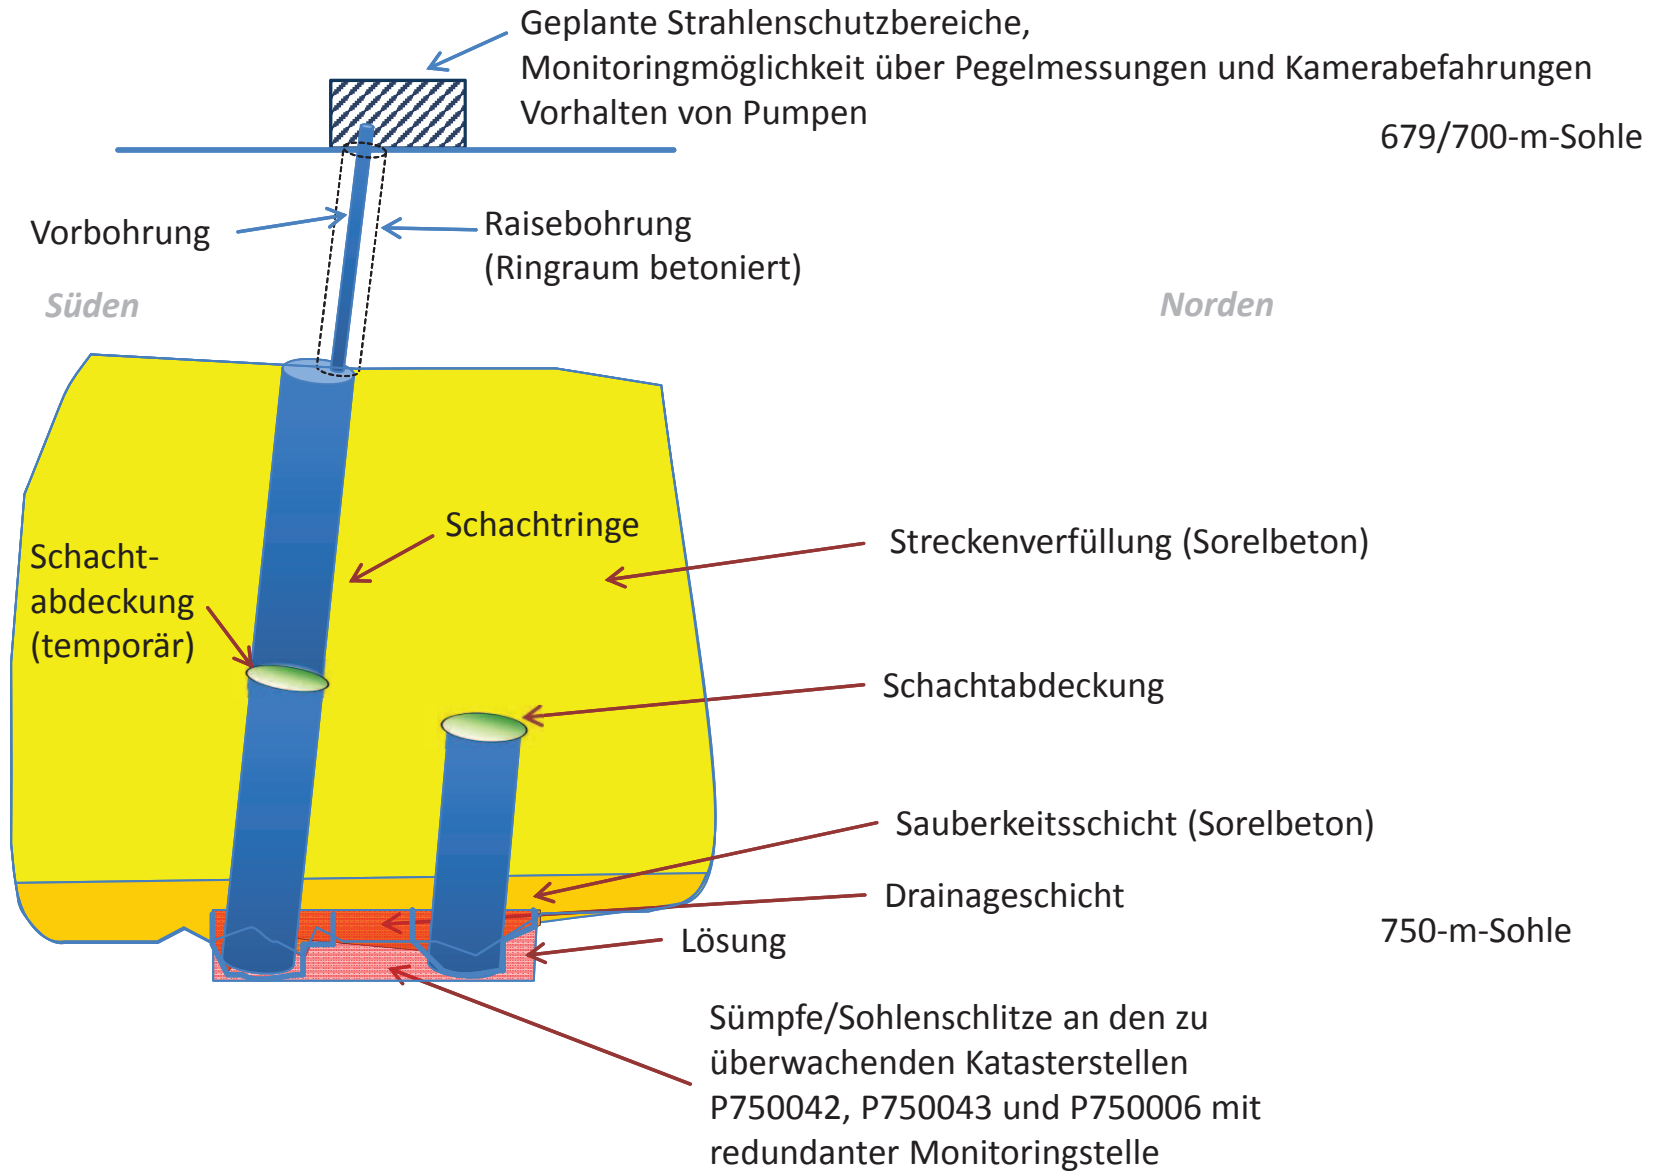 Geplante Strahlenschutzbereiche,
Monitoringmöglichkeit über Pegelmessungen und Kamerabefahrungen
Vorhalten von Pumpen
679/700-m-Sohle
Vorbohrung
Raisebohrung
(Ringraum betoniert)
Süden
Norden
Schachtringe
Streckenverfüllung (Sorelbeton)
Schacht-
abdeckung
(temporär)
Schachtabdeckung
Sauberkeitsschicht (Sorelbeton)
Drainageschicht
750-m-Sohle
Lösung
Sümpfe/Sohlenschlitze an den zu
überwachenden Katasterstellen
P750042, P750043 und P750006 mit
redundanter Monitoringstelle